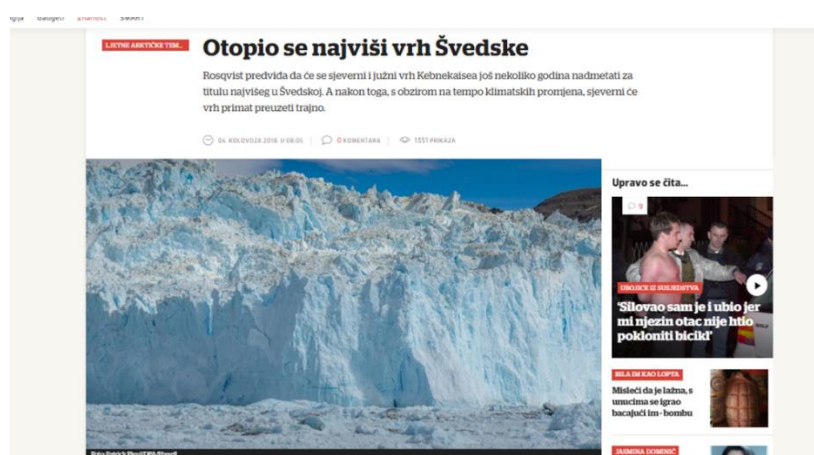 LJETNE ARKTIČKE TEM...
Otopio se najviši vrh Švedske
Rosqvist predviđa da će se sjeverni i južni vrh Kebnekaisea još nekoliko godina nadmetati za
titulu najvišeg u Švedskoj. A nakon toga, s obzirom na tempo klimatskih promjena, sjeverni će
vrh primat preuzeti trajno.
04. KOLOVOZA 2018. U 08:05 | 0 KOMENTARA | 1331 PRIKAZA
Upravo se čita...
9
UBOJICE IZ SUSJEDSTVA
'Silovao sam je i ubio jer
mi njezin otac nije htio
pokloniti bicikl'
BILA IM KAO LOPTA
Misleći da je lažna, s
unucima se igrao
bacajući im - bombu
JASMINA DOMINIĆ